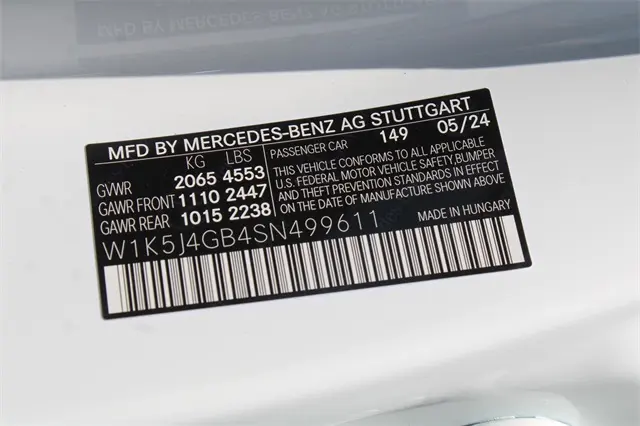 MFD BY MERCEDES-BENZ AG STUTTGART
KG LBS PASSENGER CAR 149 05/24
GVWR 2065 4553
GAWR FRONT 1110 2447
GAWR REAR 1015 2238
THIS VEHICLE CONFORMS TO ALL APPLICABLE
U.S. FEDERAL MOTOR VEHICLE SAFETY, BUMPER
AND THEFT PREVENTION STANDARDS IN EFFECT
ON THE DATE OF MANUFACTURE SHOWN ABOVE.
W1K5J4GB4SN499611 MADE IN HUNGARY